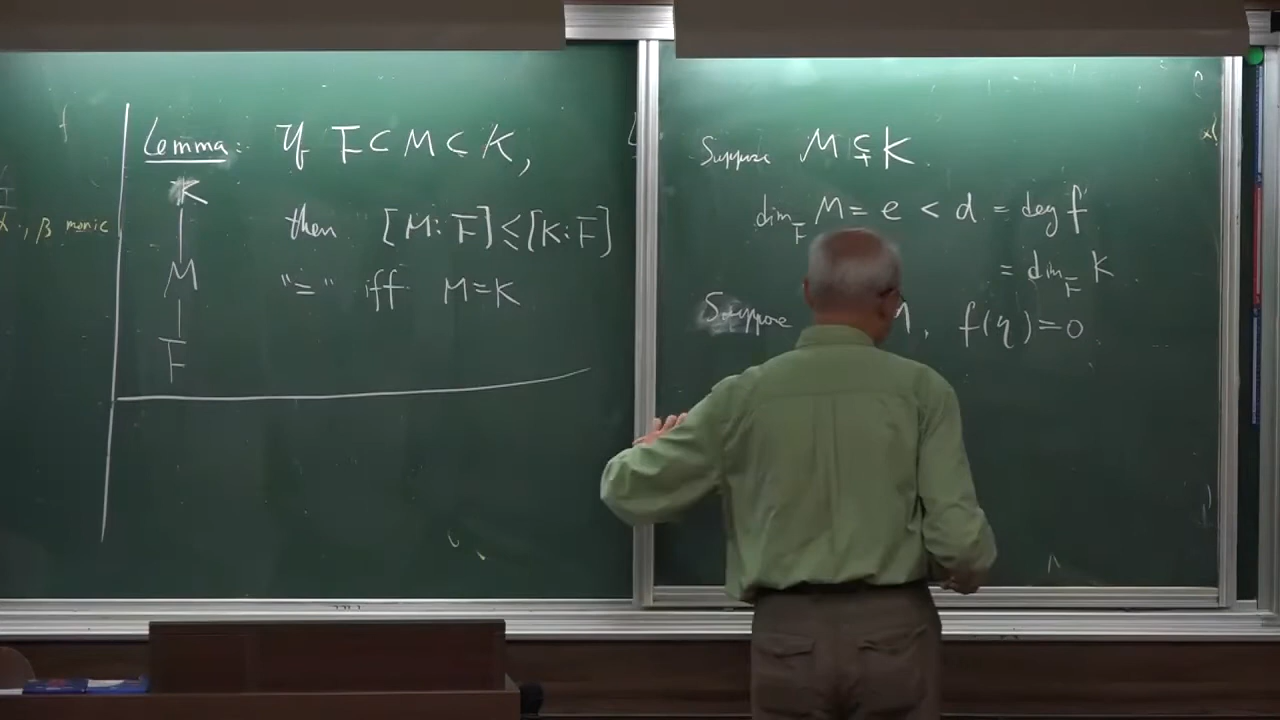 α, β monic
Lemma: If F ⊂ M ⊂ K,
then [M:F] ≤ [K:F]
"=" iff M=K
K
M
F
Suppose M ⊊ K.
dim_F M = e < d = deg f
= dim_F K
Suppose , f(η)=0